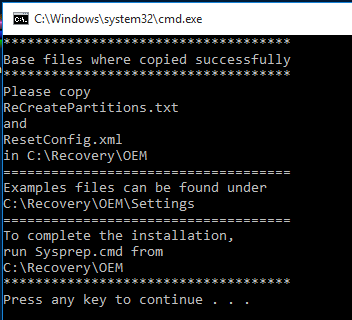 C:\Windows\system32\cmd.exe
************************************
Base files where copied successfully
************************************
Please copy
ReCreatePartitions.txt
and
ResetConfig.xml
in C:\Recovery\OEM
====================================
Examples files can be found under
C:\Recovery\OEM\Settings
====================================
To complete the installation,
run Sysprep.cmd from
C:\Recovery\OEM
************************************
Press any key to continue . . .